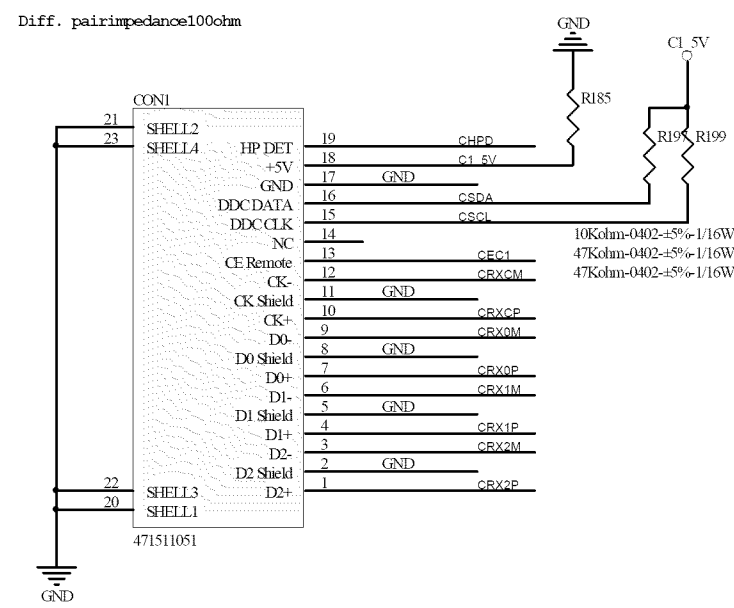 Diff. pairimpedance100ohm
GND
C1_5V
CON1
R185
21 SHELL2
23 SHELL4
R197 R199
HP DET 19 CHPD
+5V 18 C1_5V
GND 17 GND
DDC DATA 16 CSDA
DDC CLK 15 CSCL
NC 14
10Kohm-0402-±5%-1/16W
CE Remote 13 CEC1
47Kohm-0402-±5%-1/16W
CK- 12 CRXCM
47Kohm-0402-±5%-1/16W
CK Shield 11 GND
CK+ 10 CRXCP
D0- 9 CRX0M
D0 Shield 8 GND
D0+ 7 CRX0P
D1- 6 CRX1M
D1 Shield 5 GND
D1+ 4 CRX1P
D2- 3 CRX2M
D2 Shield 2 GND
22 SHELL3
D2+ 1 CRX2P
20 SHELL1
471511051
GND